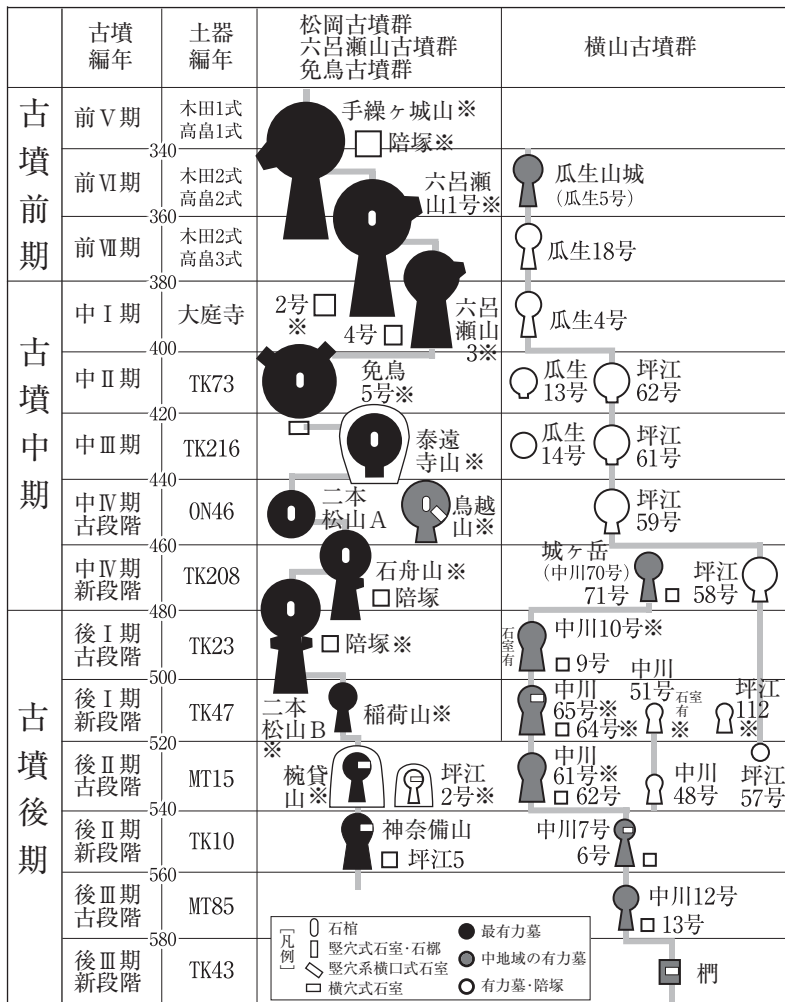 古墳
編年
土器
編年
松岡古墳群
六呂瀬山古墳群
免鳥古墳群
横山古墳群
古墳前期
前Ⅴ期
木田1式
高畠1式
手繰ヶ城山※
陪塚※
340
前Ⅵ期
木田2式
高畠2式
六呂瀬
山1号※
瓜生山城
(瓜生5号)
360
前Ⅶ期
木田2式
高畠3式
瓜生18号
380
古墳中期
中Ⅰ期
大庭寺
2号
※
4号
六呂
瀬山
3※
瓜生4号
400
中Ⅱ期
TK73
免鳥
5号※
瓜生
13号
坪江
62号
420
中Ⅲ期
TK216
泰遠
寺山※
瓜生
14号
坪江
61号
440
中Ⅳ期
古段階
ON46
二本
松山A
鳥越
山※
坪江
59号
460
中Ⅳ期
新段階
TK208
石舟山※
陪塚
城ヶ岳
(中川70号)
71号
坪江
58号
480
古墳後期
後Ⅰ期
古段階
TK23
陪塚※
石室有
中川10号※
9号
500
後Ⅰ期
新段階
TK47
二本
松山B
※
稲荷山※
中川
65号※
64号※
中川
51号
石室
有
※
坪江
112
※
520
後Ⅱ期
古段階
MT15
椀貸
山※
坪江
2号※
中川
61号※
62号
中川
48号
坪江
57号
540
後Ⅱ期
新段階
TK10
神奈備山
坪江5
中川7号
6号
560
後Ⅲ期
古段階
MT85
中川12号
13号
580
後Ⅲ期
新段階
TK43
椚
[凡例]
石棺
竪穴式石室・石槨
竪穴系横口式石室
横穴式石室
最有力墓
中地域の有力墓
有力墓・陪塚